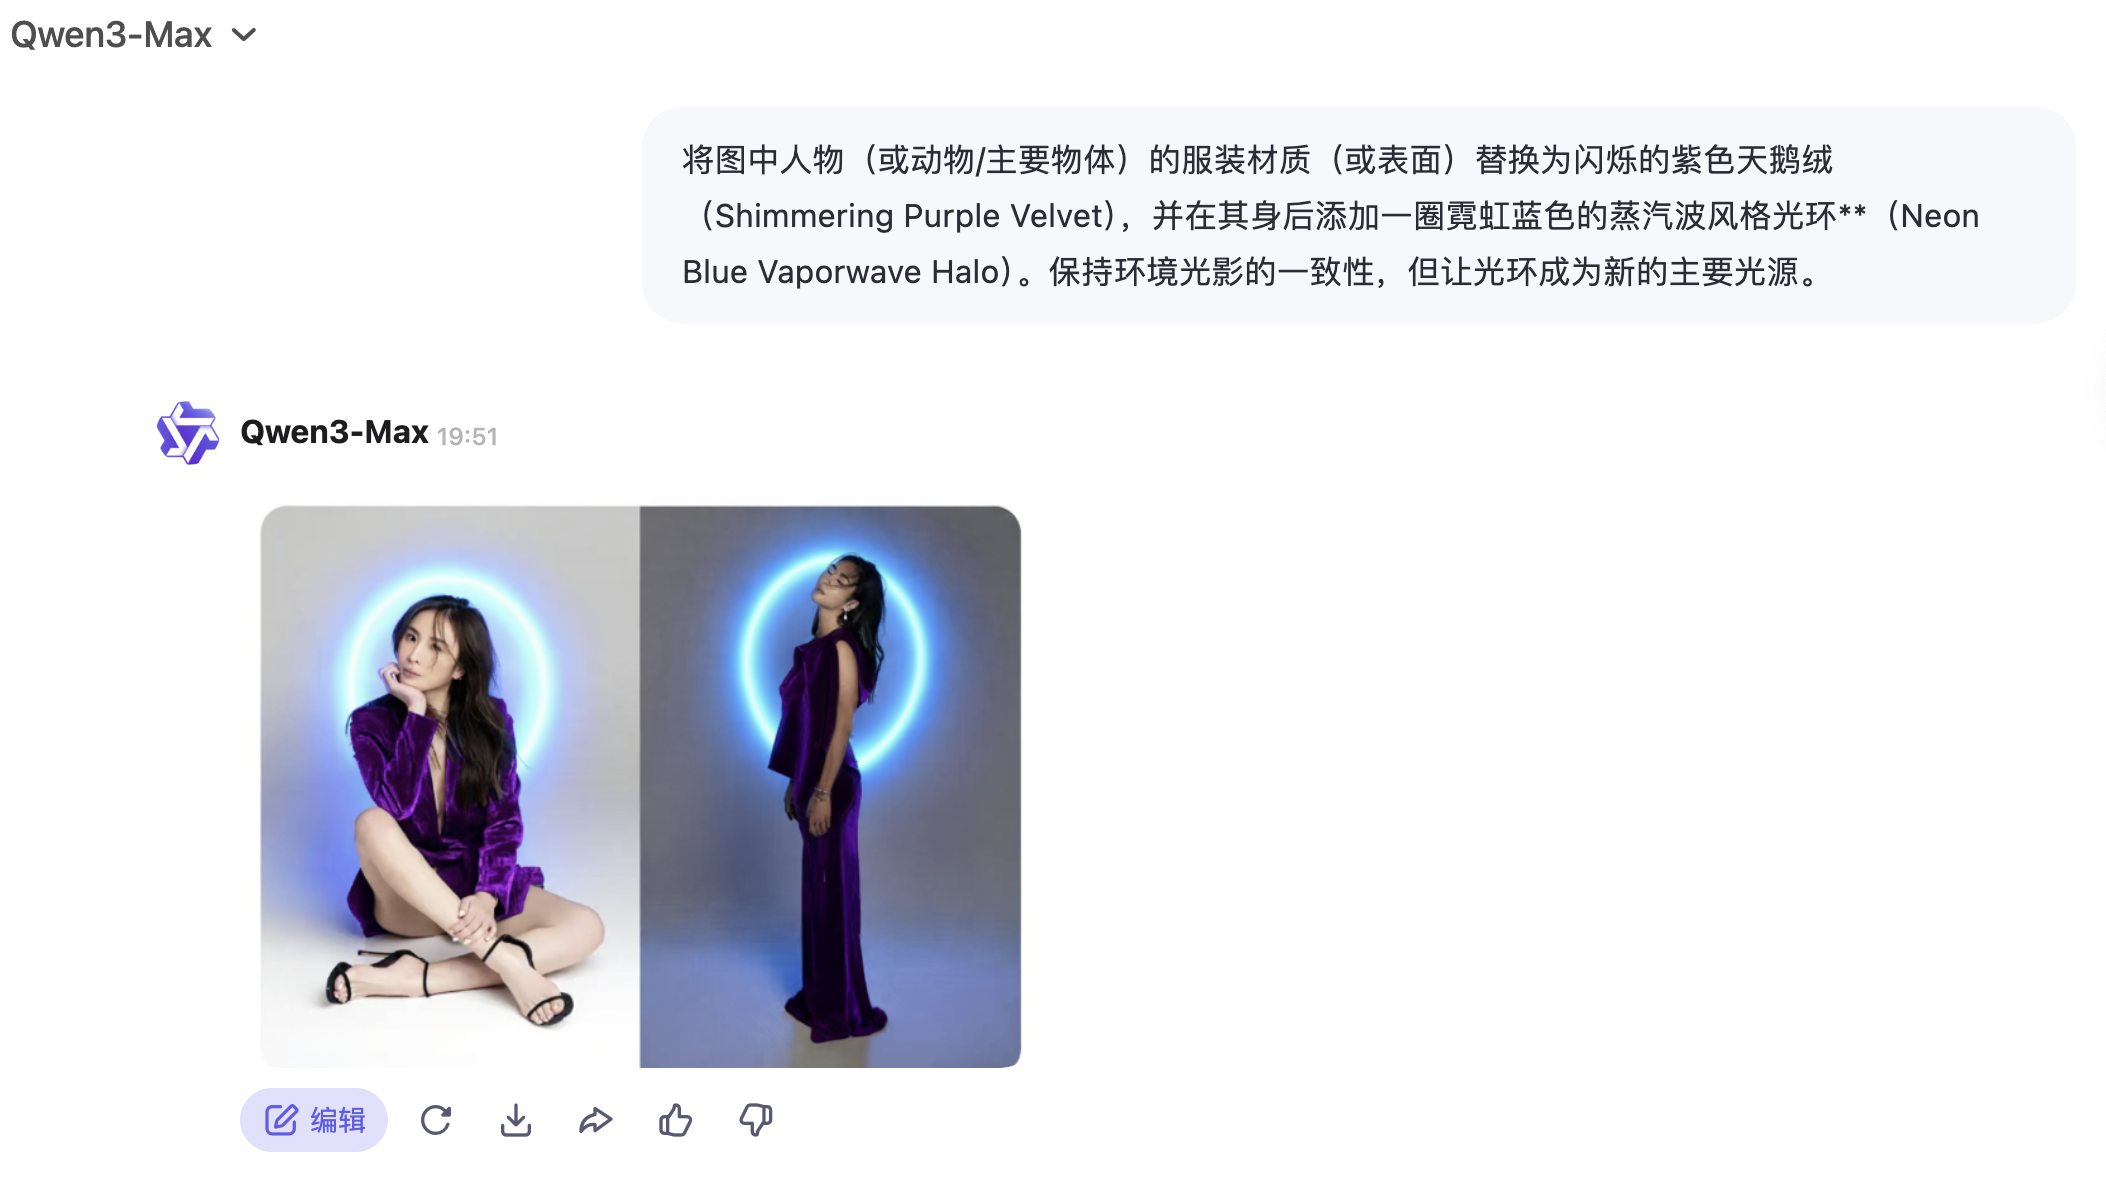 Qwen3-Max
将图中人物（或动物/主要物体）的服装材质（或表面）替换为闪烁的紫色天鹅绒
（Shimmering Purple Velvet），并在其身后添加一圈霓虹蓝色的蒸汽波风格光环**（Neon
Blue Vaporwave Halo）。保持环境光影的一致性，但让光环成为新的主要光源。
Qwen3-Max 19:51
编辑